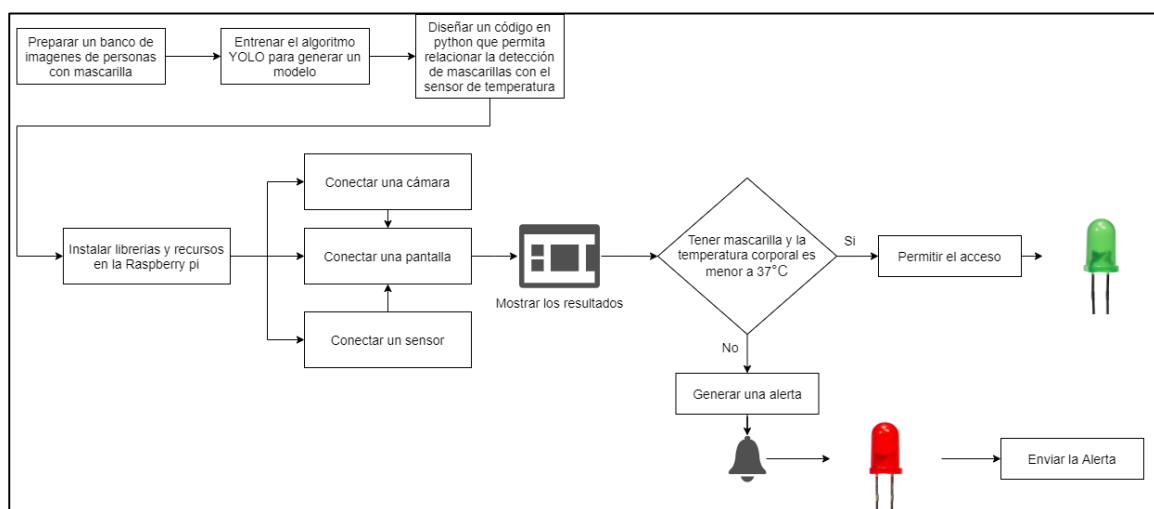 Preparar un banco de
imagenes de personas
con mascarilla
Entrenar el algoritmo
YOLO para generar un
modelo
Diseñar un código en
python que permita
relacionar la detección
de mascarillas con el
sensor de temperatura
Instalar librerias y recursos
en la Raspberry pi
Conectar una cámara
Conectar una pantalla
Conectar un sensor
Mostrar los resultados
Tener mascarilla y la
temperatura corporal es
menor a 37°C
Si
Permitir el acceso
No
Generar una alerta
Enviar la Alerta